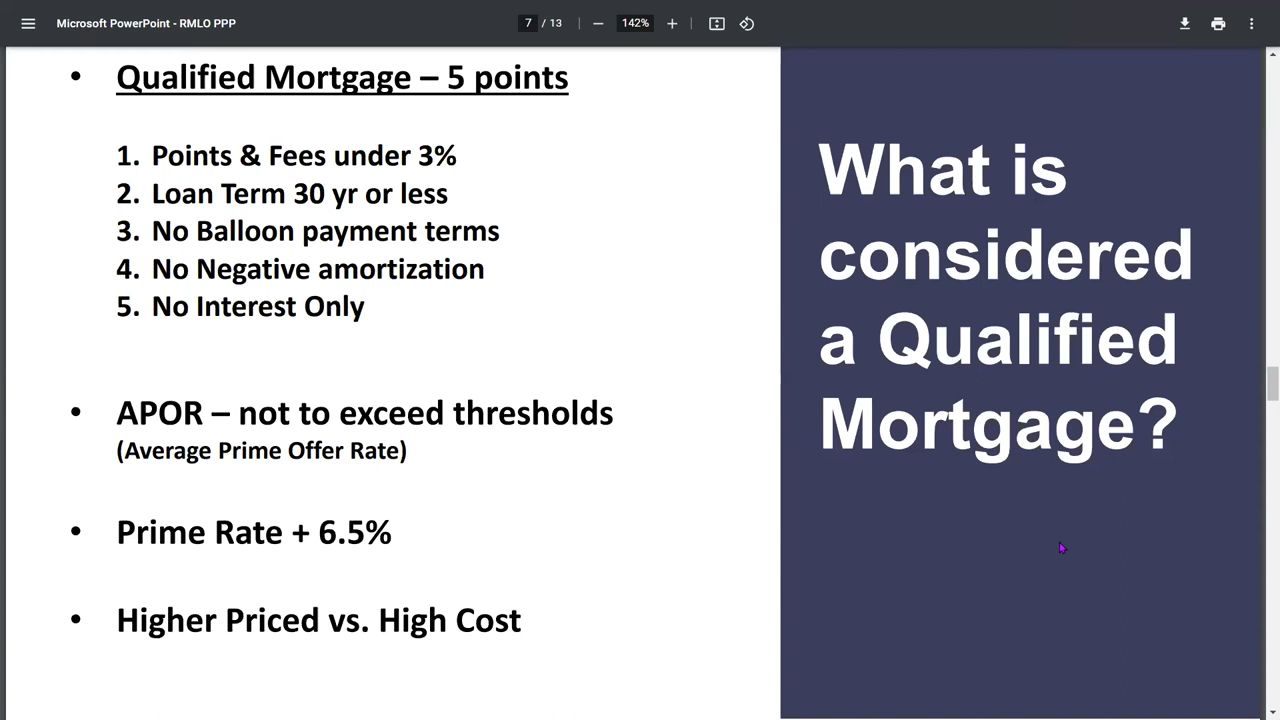 Microsoft PowerPoint - RMLO PPP
7 / 13
142%
• Qualified Mortgage – 5 points
1. Points & Fees under 3%
2. Loan Term 30 yr or less
3. No Balloon payment terms
4. No Negative amortization
5. No Interest Only
• APOR – not to exceed thresholds
(Average Prime Offer Rate)
• Prime Rate + 6.5%
• Higher Priced vs. High Cost
What is
considered
a Qualified
Mortgage?